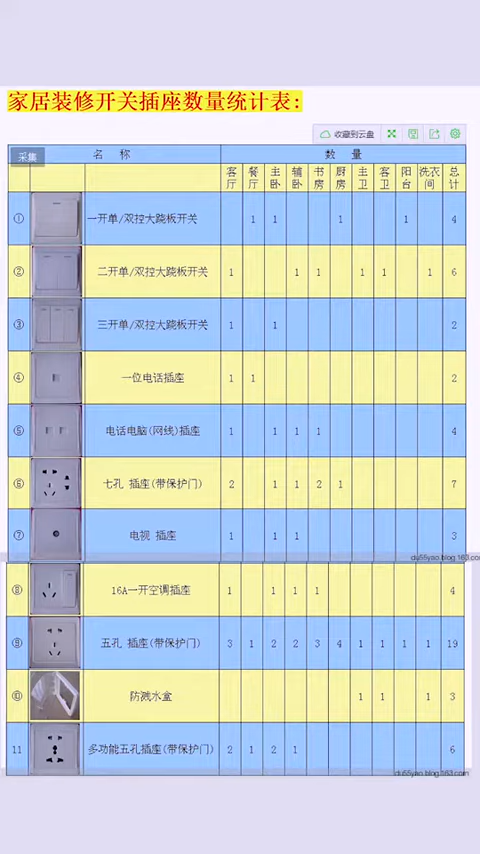 家居装修开关插座数量统计表:
收藏到云盘
采集
名 称 数 量
客厅 餐厅 主卧 辅卧 书房 厨房 主卫 客卫 阳台 洗衣间 总计
① 一开单/双控大跷板开关 1 1 1 1 4
② 二开单/双控大跷板开关 1 1 1 1 1 1 6
③ 三开单/双控大跷板开关 1 1 2
④ 一位电话插座 1 1 2
⑤ 电话电脑(网线)插座 1 1 1 1 4
⑥ 七孔 插座(带保护门) 2 1 1 2 1 7
⑦ 电视 插座 1 1 1 3
du55yao.blog.163.com
⑧ 16A一开空调插座 1 1 1 1 4
⑨ 五孔 插座(带保护门) 3 1 2 2 3 4 1 1 1 1 19
⑩ 防溅水盒 1 1 1 3
11 多功能五孔插座(带保护门) 2 1 2 1 6
du55yao.blog.163.com